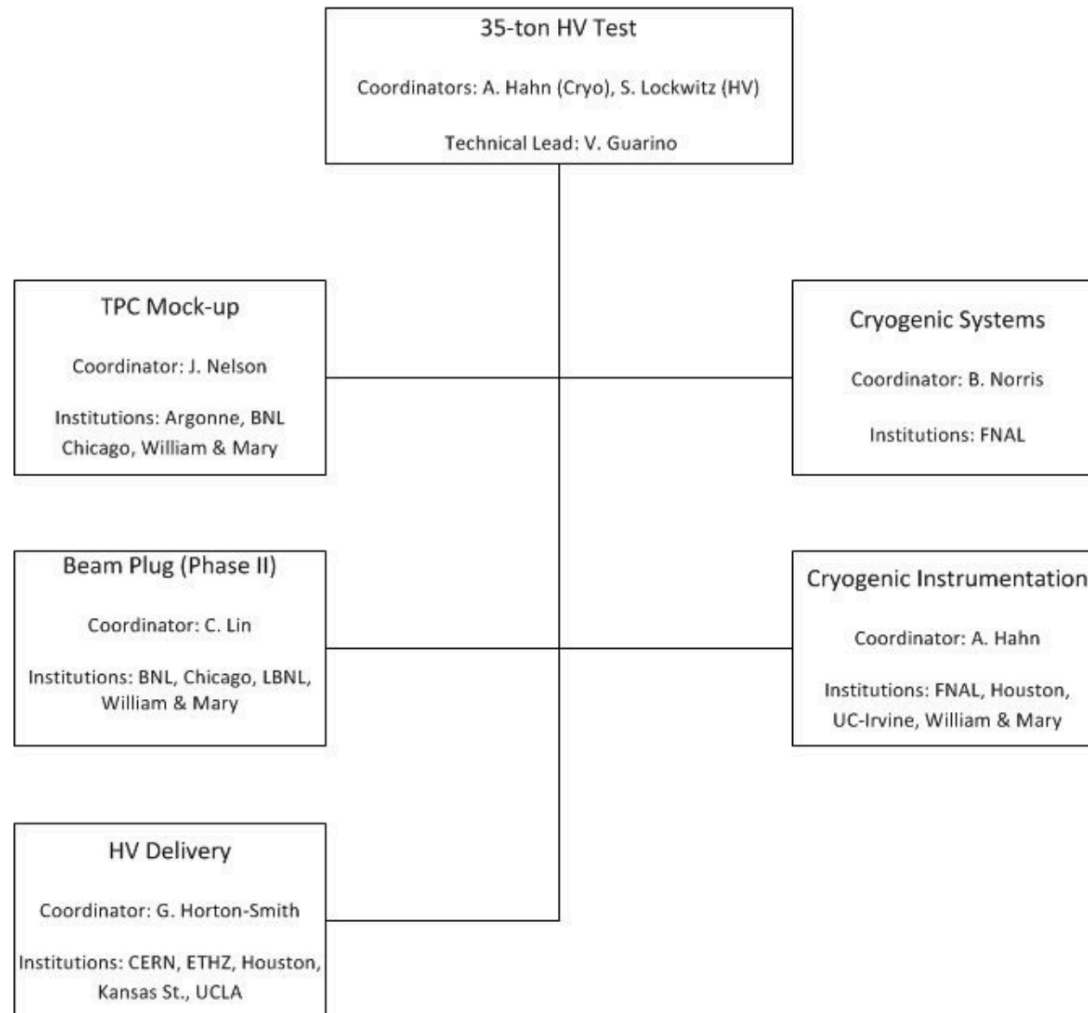 35-ton HV Test
Coordinators: A. Hahn (Cryo), S. Lockwitz (HV)
Technical Lead: V. Guarino
TPC Mock-up
Coordinator: J. Nelson
Institutions: Argonne, BNL
Chicago, William & Mary
Cryogenic Systems
Coordinator: B. Norris
Institutions: FNAL
Beam Plug (Phase II)
Coordinator: C. Lin
Institutions: BNL, Chicago, LBNL,
William & Mary
Cryogenic Instrumentation
Coordinator: A. Hahn
Institutions: FNAL, Houston,
UC-Irvine, William & Mary
HV Delivery
Coordinator: G. Horton-Smith
Institutions: CERN, ETHZ, Houston,
Kansas St., UCLA